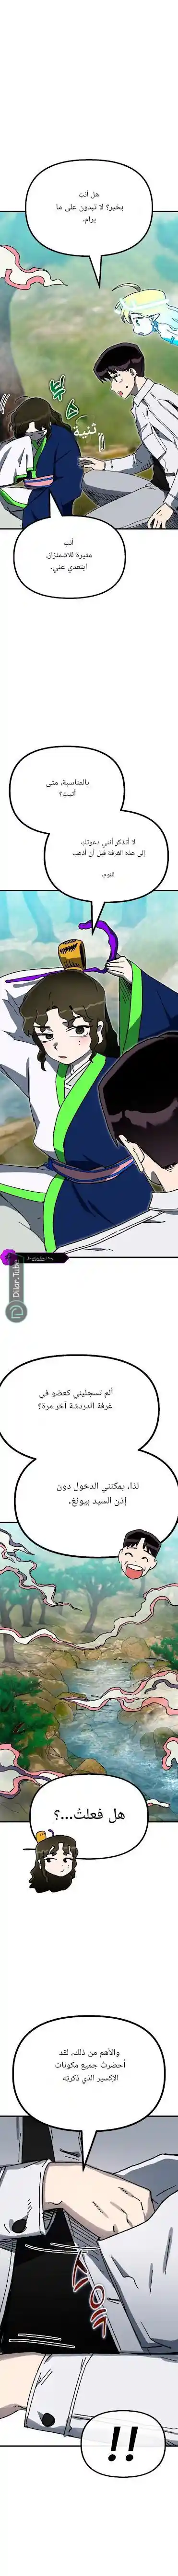 هل أنتَ
بخير؟ لا تبدون على ما
يرام.
ثنية
أنتِ
مثيرة للاشمئزاز،
ابتعدي عني.
بالمناسبة، متى
أتيتَ؟
لا أتذكر أنني دعوتك
إلى هذه الغرفة قبل أن أذهب
للنوم.
Dilar.Tube
ألم تسجليني كعضو في
غرفة الدردشة آخر مرة؟
لذا، يمكنني الدخول دون
إذن السيد بيونغ.
هل فعلتُ...؟
والأهم من ذلك، لقد
أحضرتُ جميع مكونات
الإكسير الذي ذكرته
!!